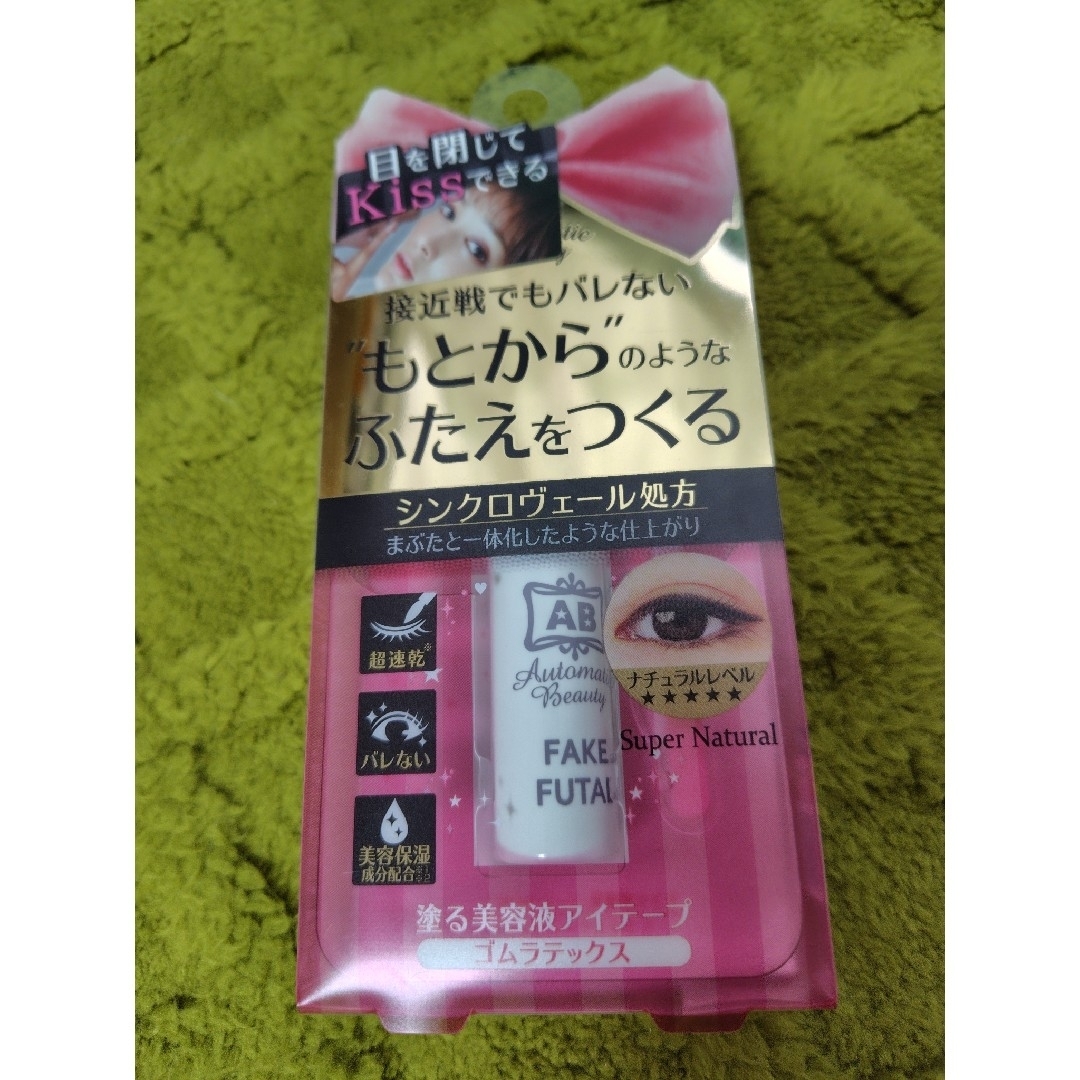 目を閉じて
Kissできる
接近戦でもバレない
"もとから"のような
ふたえをつくる
シンクロヴェール処方
まぶたと一体化したような仕上がり
超速乾※
バレない
美容保湿
成分配合
AB
Beauty
FAKE
ナチュラルレベル
★★★★★
Super Natural
塗る美容液アイテープ
ゴムラテックス